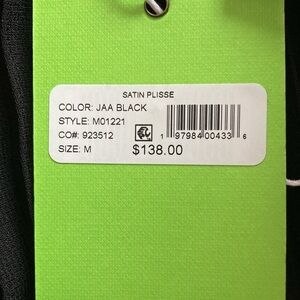 SATIN PLISSE
COLOR: JAA BLACK
STYLE: M01221
CO#: 923512
1 97984 00433 6
SIZE: M
$138.00